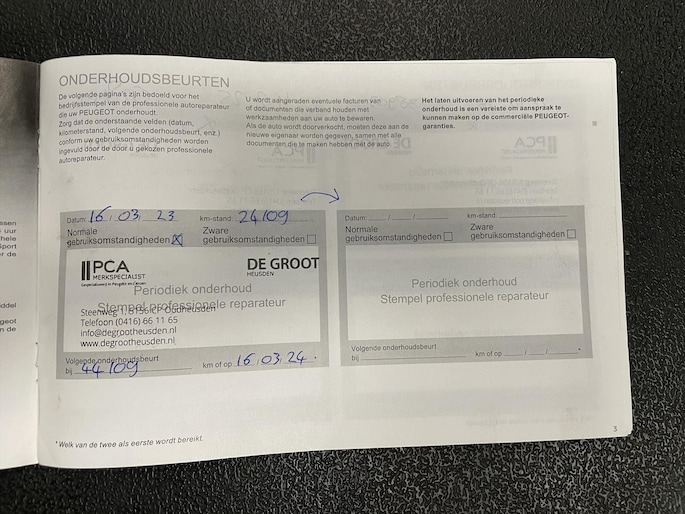 ONDERHOUDSBEURTEN
De volgende pagina's zijn bedoeld voor het
bedrijfsstempel van de professionele autoreparateur
die uw PEUGEOT onderhoudt.
Zorg dat de onderstaande velden (datum,
kilometerstand, volgende onderhoudsbeurt, enz.)
conform uw gebruiksomstandigheden worden
ingevuld door de door u gekozen professionele
autoreparateur.
U wordt aangeraden eventuele facturen van
of documenten die verband houden met
werkzaamheden aan uw auto te bewaren.
Als de auto wordt doorverkocht, moeten deze aan de
nieuwe eigenaar worden gegeven, samen met alle
documenten die te maken hebben met de auto.
Het laten uitvoeren van het periodieke
onderhoud is een vereiste om aanspraak te
kunnen maken op de commerciële PEUGEOT-
garanties.
Datum: 16 / 03 / 23 km-stand: 24109
Normale
gebruiksomstandigheden
Zware
gebruiksomstandigheden
PCA
MERKSPECIALIST
Gespecialiseerd in Peugeot en Citroën
DE GROOT
HEUSDEN
Periodiek onderhoud
Stempel professionele reparateur
Steenweg 1, Oudheusden
Telefoon (0416) 66 11 65
info@degrootheusden.nl
www.degrootheusden.nl
Volgende onderhoudsbeurt
bij 44109 km of op 16 / 03 / 24 *
Datum: / / km-stand:
Normale
gebruiksomstandigheden
Zware
gebruiksomstandigheden
Periodiek onderhoud
Stempel professionele reparateur
Volgende onderhoudsbeurt
bij km of op / / *
* Welk van de twee als eerste wordt bereikt.
3